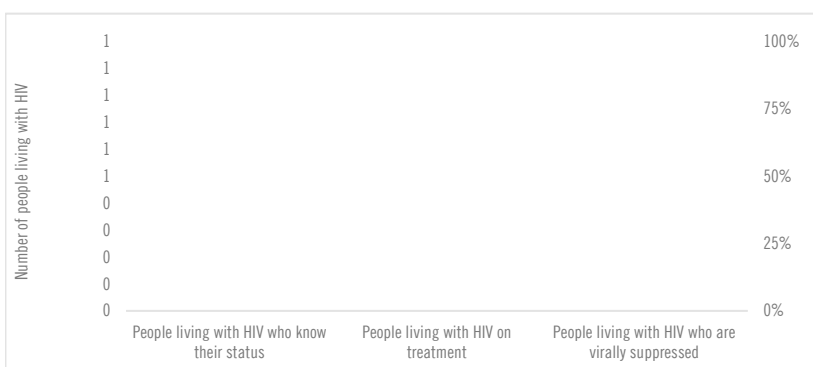 Number of people living with HIV
1
1
1
1
1
1
0
0
0
0
0
100%
75%
50%
25%
0%
People living with HIV who know
their status
People living with HIV on
treatment
People living with HIV who are
virally suppressed